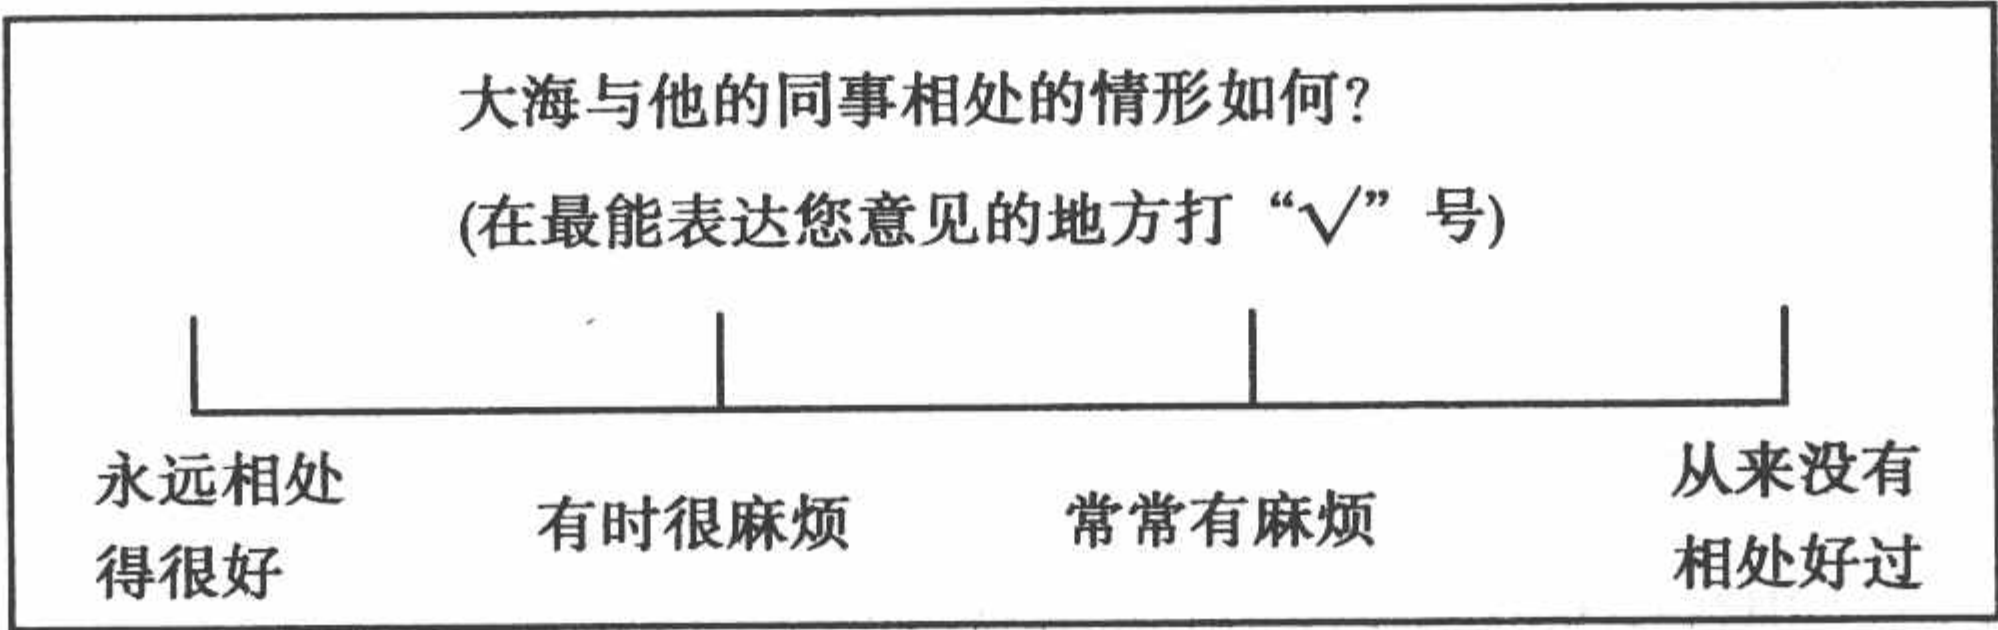 大海与他的同事相处的情形如何?
(在最能表达您意见的地方打“√”号)
永远相处
得很好
有时很麻烦
常常有麻烦
从来没有
相处好过